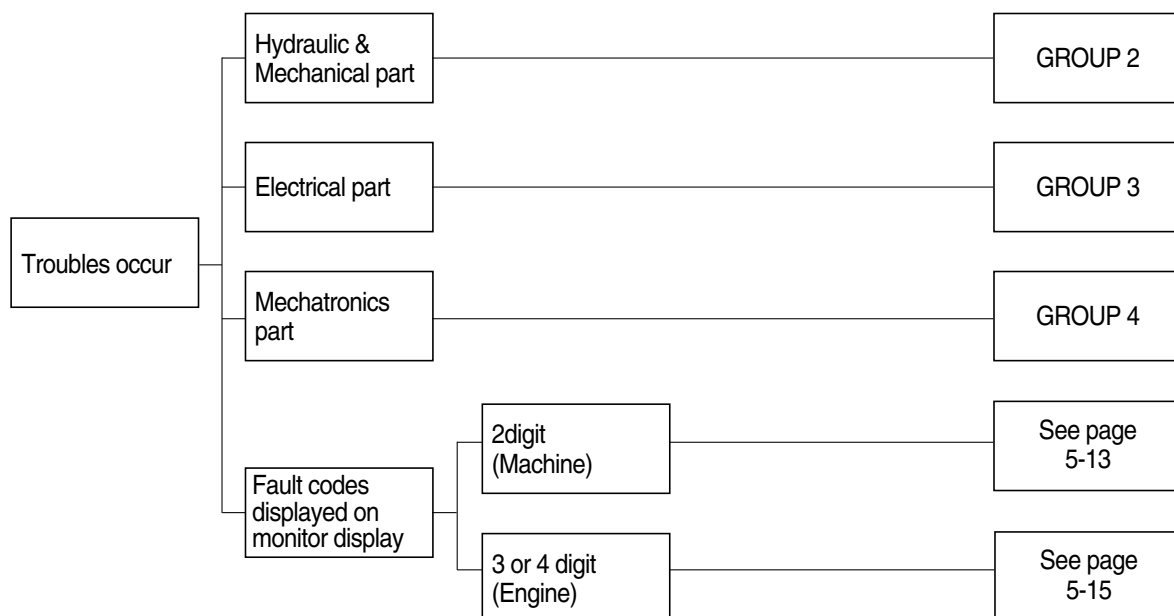 Hydraulic &
Mechanical part
GROUP 2
Electrical part
GROUP 3
Troubles occur
Mechatronics
part
GROUP 4
2digit
(Machine)
See page
5-13
Fault codes
displayed on
monitor display
3 or 4 digit
(Engine)
See page
5-15